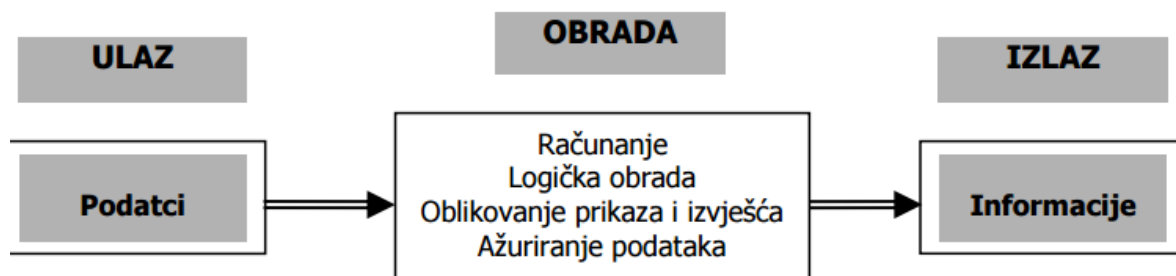 ULAZ
OBRADA
IZLAZ
Podatci
Računanje
Logička obrada
Oblikovanje prikaza i izvješća
Ažuriranje podataka
Informacije